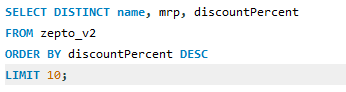 SELECT DISTINCT name, mrp, discountPercent
FROM zepto_v2
ORDER BY discountPercent DESC
LIMIT 10;